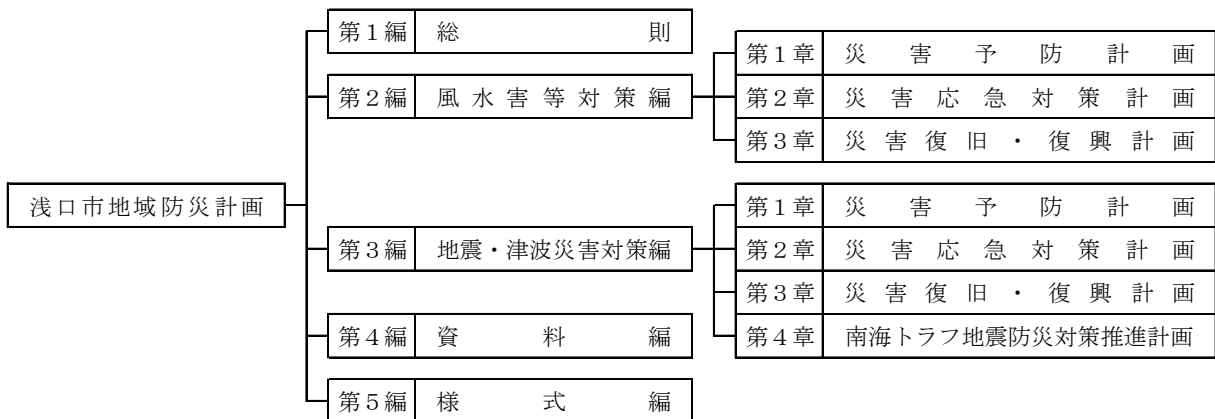 浅口市地域防災計画
第1編 総則
第2編 風水害等対策編
第1章 災害予防計画
第2章 災害応急対策計画
第3章 災害復旧・復興計画
第3編 地震・津波災害対策編
第1章 災害予防計画
第2章 災害応急対策計画
第3章 災害復旧・復興計画
第4章 南海トラフ地震防災対策推進計画
第4編 資料編
第5編 様式編